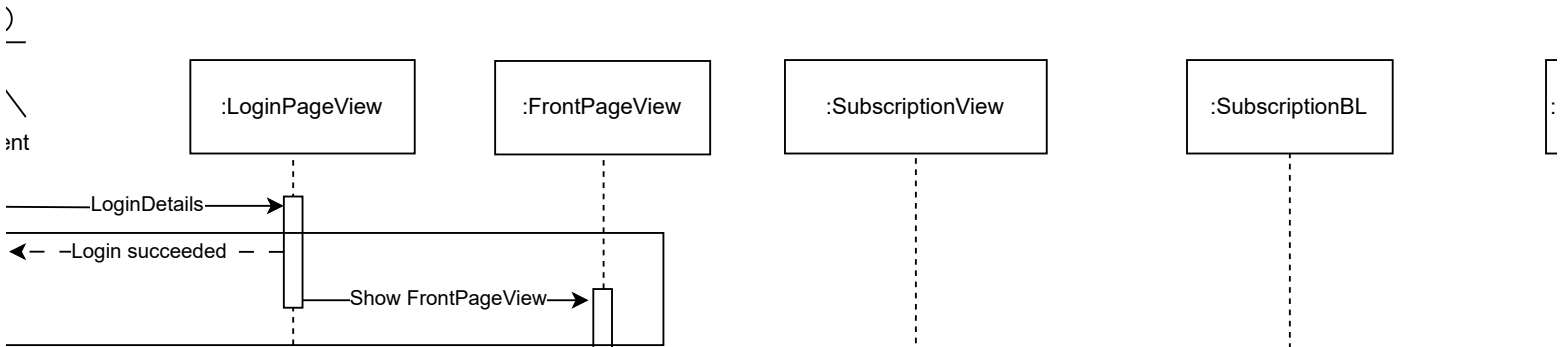 :LoginPageView
:FrontPageView
:SubscriptionView
:SubscriptionBL
LoginDetails
Login succeeded
Show FrontPageView